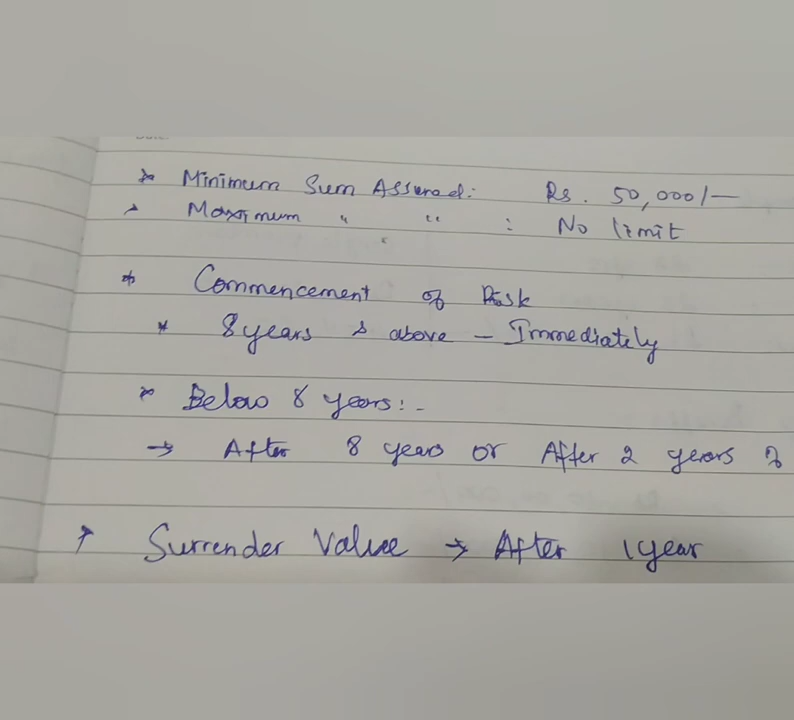 * Minimum Sum Assured: Rs. 50,000/-
* Maximum " " : No limit
* Commencement of Risk
* 8 years & above - Immediately
* Below 8 years:-
→ After 8 years or After 2 years
* Surrender Value → After 1 year